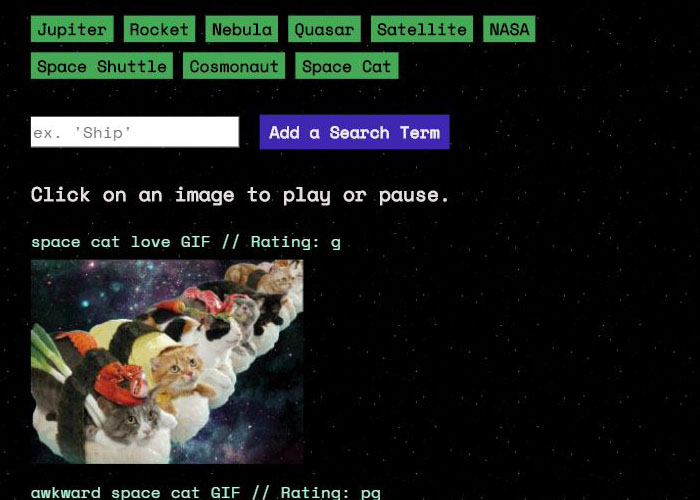 Jupiter Rocket Nebula Quasar Satellite NASA
Space Shuttle Cosmonaut Space Cat
ex. 'Ship' Add a Search Term
Click on an image to play or pause.
space cat love GIF // Rating: g
awkward space cat GIF // Rating: pg